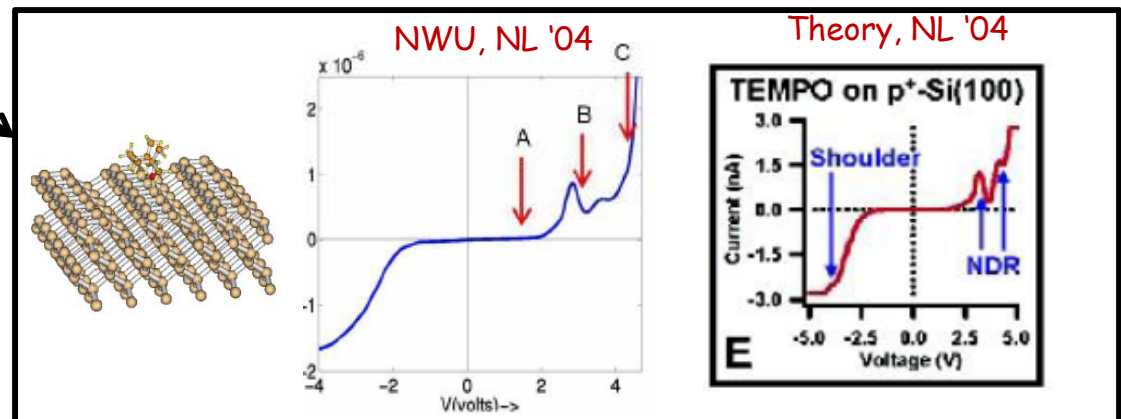 NWU, NL '04
x 10⁻⁶
2
1
0
-1
-2
-4
-2
0
2
4
V(volts)->
A
B
C
Theory, NL '04
TEMPO on p⁺-Si(100)
3.0
1.5
0.0
-1.5
-3.0
Current (nA)
Shoulder
NDR
-5.0
-2.5
0.0
2.5
5.0
Voltage (V)
E